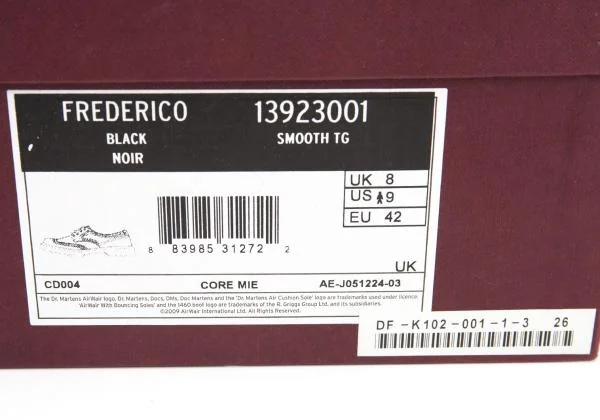 FREDERICO 13923001
BLACK SMOOTH TG
NOIR
UK 8
US 9
EU 42
8 83985 31272 2
UK
CD004 CORE MIE AE-J051224-03
The Dr. Martens AirWair logo, Dr. Martens, Docs, DMs, Doc Martens and the 'Dr. Martens Air Cushion Sole' logo are trademarks used under licence.
'AirWair With Bouncing Soles' and the 1460 boot logo are trademarks of the R. Griggs Group Ltd. and its subsidiaries.
©2009 AirWair International Ltd. All Rights Reserved.
DF-K102-001-1-3 26